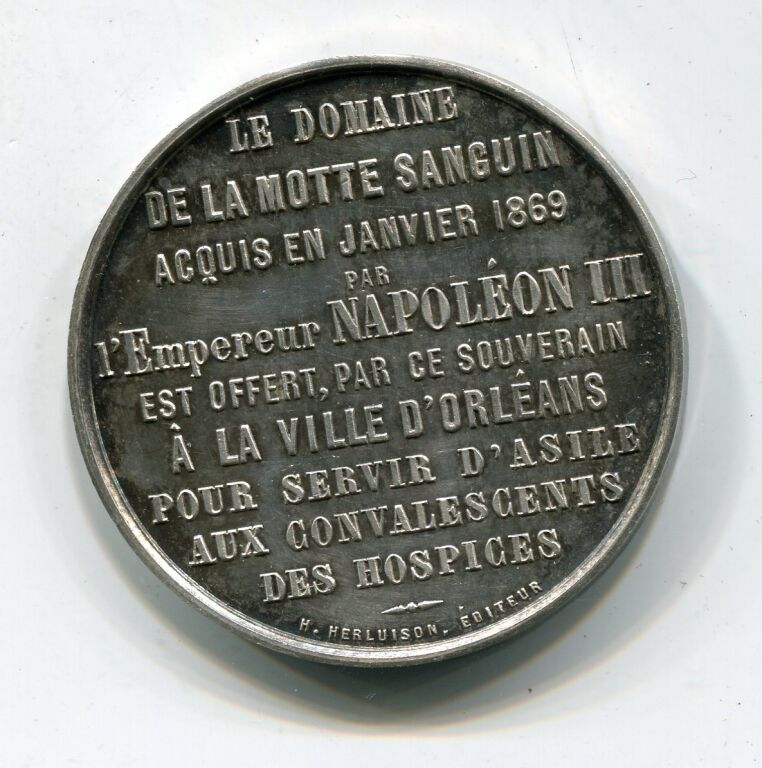 LE DOMAINE
DE LA MOTTE SANGUIN
ACQUIS EN JANVIER 1869
PAR
l'Empereur NAPOLÉON III
EST OFFERT, PAR CE SOUVERAIN
Â LA VILLE D'ORLÊANS
POUR SERVIR D'ASILE
AUX CONVALESCENTS
DES HOSPICES
H. HERLUISON, ÉDITEUR